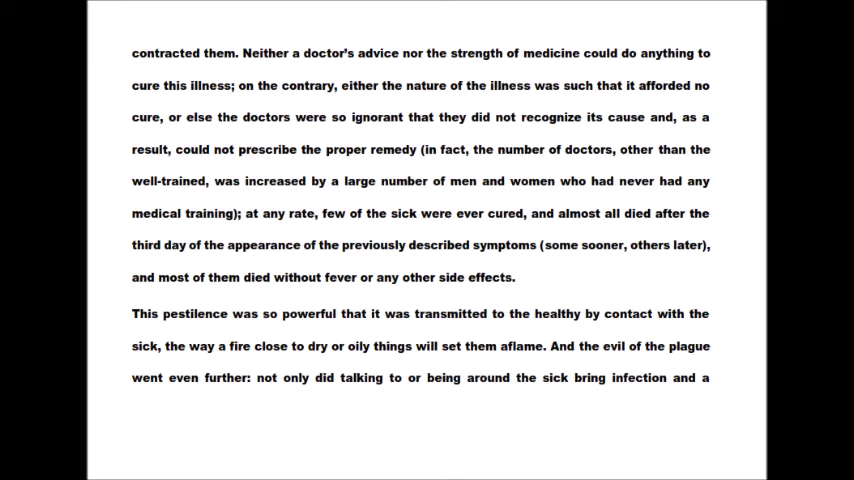 contracted them. Neither a doctor's advice nor the strength of medicine could do anything to
cure this illness; on the contrary, either the nature of the illness was such that it afforded no
cure, or else the doctors were so ignorant that they did not recognize its cause and, as a
result, could not prescribe the proper remedy (in fact, the number of doctors, other than the
well-trained, was increased by a large number of men and women who had never had any
medical training); at any rate, few of the sick were ever cured, and almost all died after the
third day of the appearance of the previously described symptoms (some sooner, others later),
and most of them died without fever or any other side effects.
This pestilence was so powerful that it was transmitted to the healthy by contact with the
sick, the way a fire close to dry or oily things will set them aflame. And the evil of the plague
went even further: not only did talking to or being around the sick bring infection and a